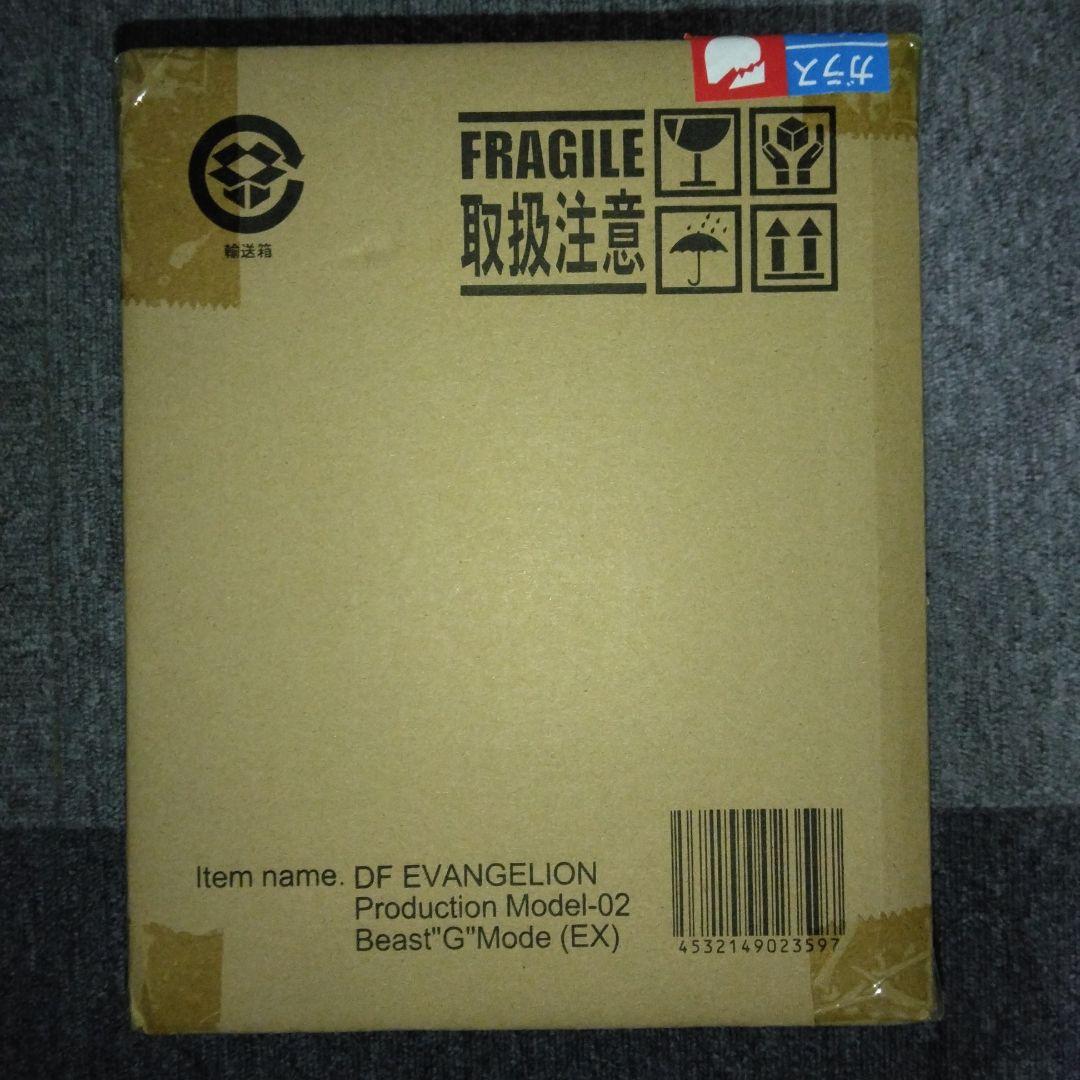 ガラス
FRAGILE
取扱注意
輸送箱
Item name. DF EVANGELION
Production Model-02
Beast"G"Mode (EX)
4532149023597